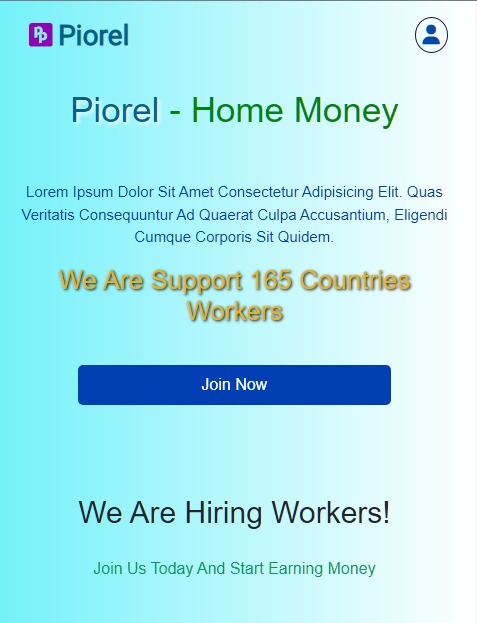 Piorel
Piorel - Home Money
Lorem Ipsum Dolor Sit Amet Consectetur Adipisicing Elit. Quas
Veritatis Consequuntur Ad Quaerat Culpa Accusantium, Eligendi
Cumque Corporis Sit Quidem.
We Are Support 165 Countries
Workers
Join Now
We Are Hiring Workers!
Join Us Today And Start Earning Money